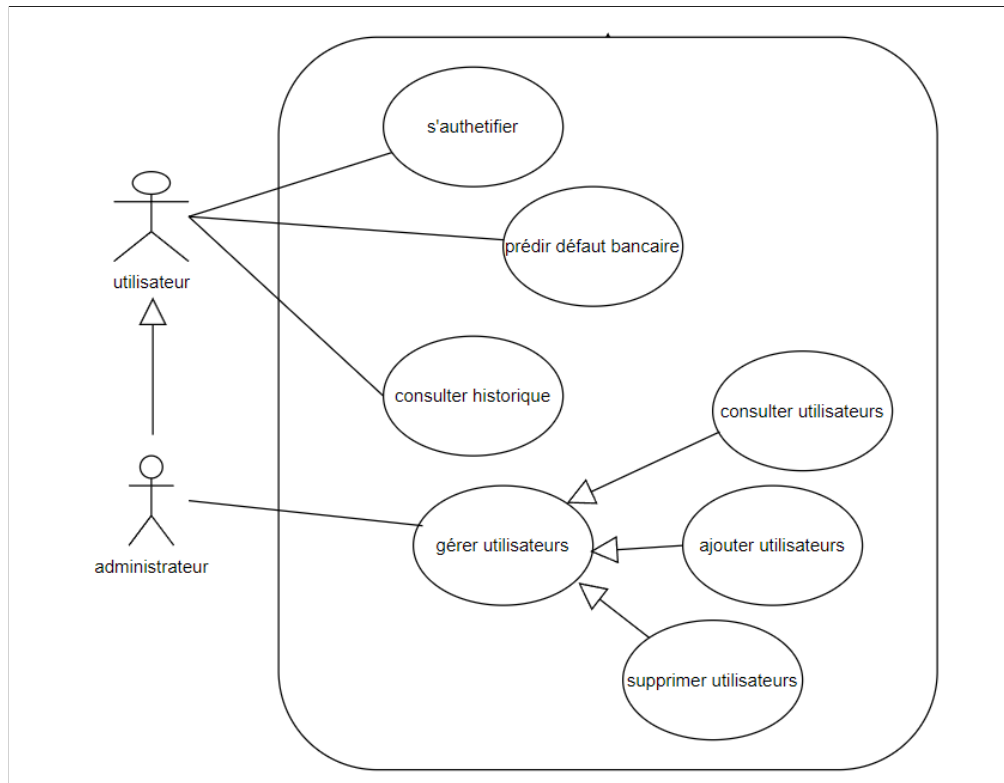 s'authetifier
prédir défaut bancaire
utilisateur
consulter historique
consulter utilisateurs
gérer utilisateurs
ajouter utilisateurs
administrateur
supprimer utilisateurs